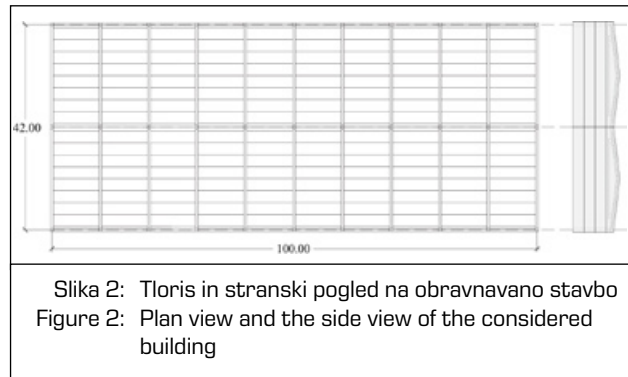 42.00
100.00
Slika 2: Tloris in stranski pogled na obravnavano stavbo
Figure 2: Plan view and the side view of the considered
building